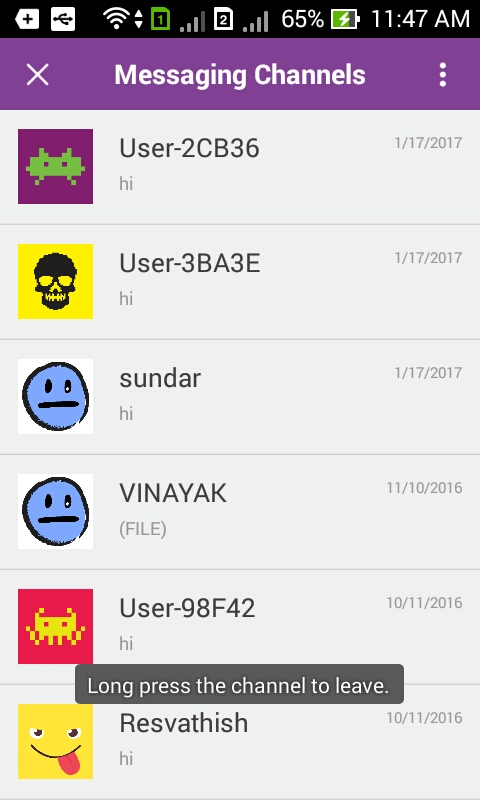 1 2 65% 11:47 AM
Messaging Channels
User-2CB36 1/17/2017
hi
User-3BA3E 1/17/2017
hi
sundar 1/17/2017
hi
VINAYAK 11/10/2016
(FILE)
User-98F42 10/11/2016
hi
Long press the channel to leave.
Resvathish 10/11/2016
hi